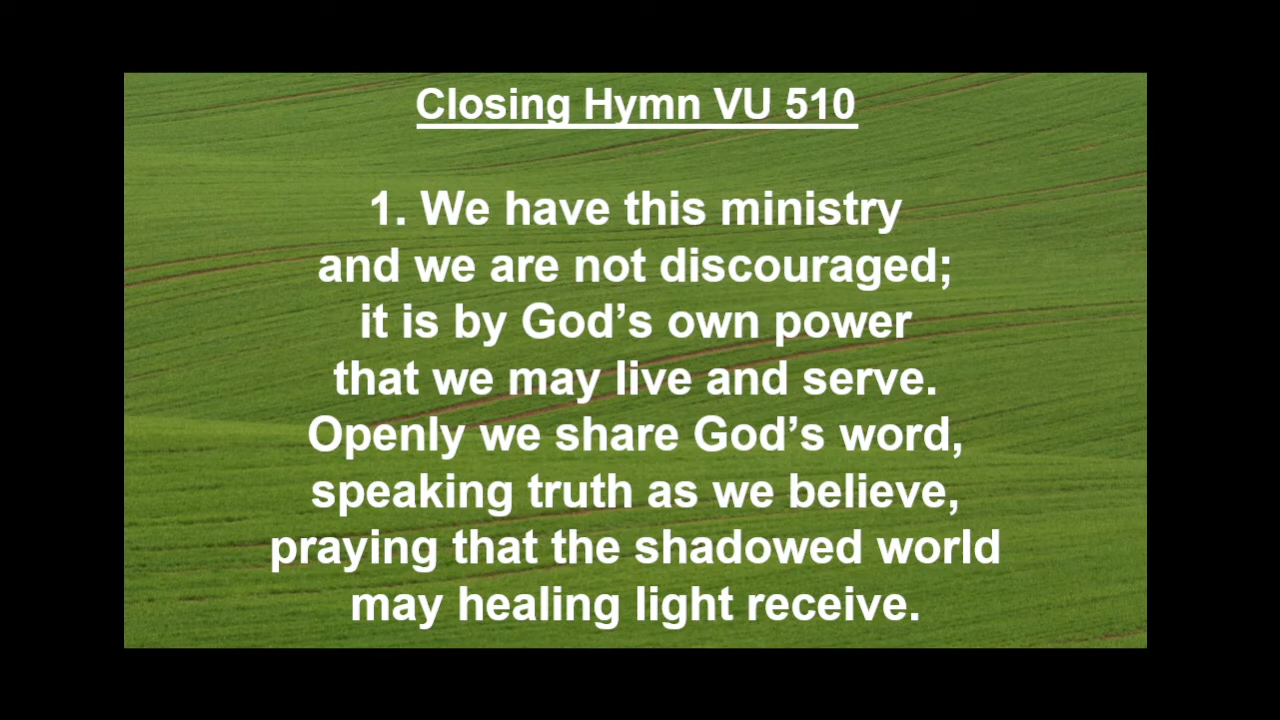 Closing Hymn VU 510
1. We have this ministry
and we are not discouraged;
it is by God’s own power
that we may live and serve.
Openly we share God’s word,
speaking truth as we believe,
praying that the shadowed world
may healing light receive.